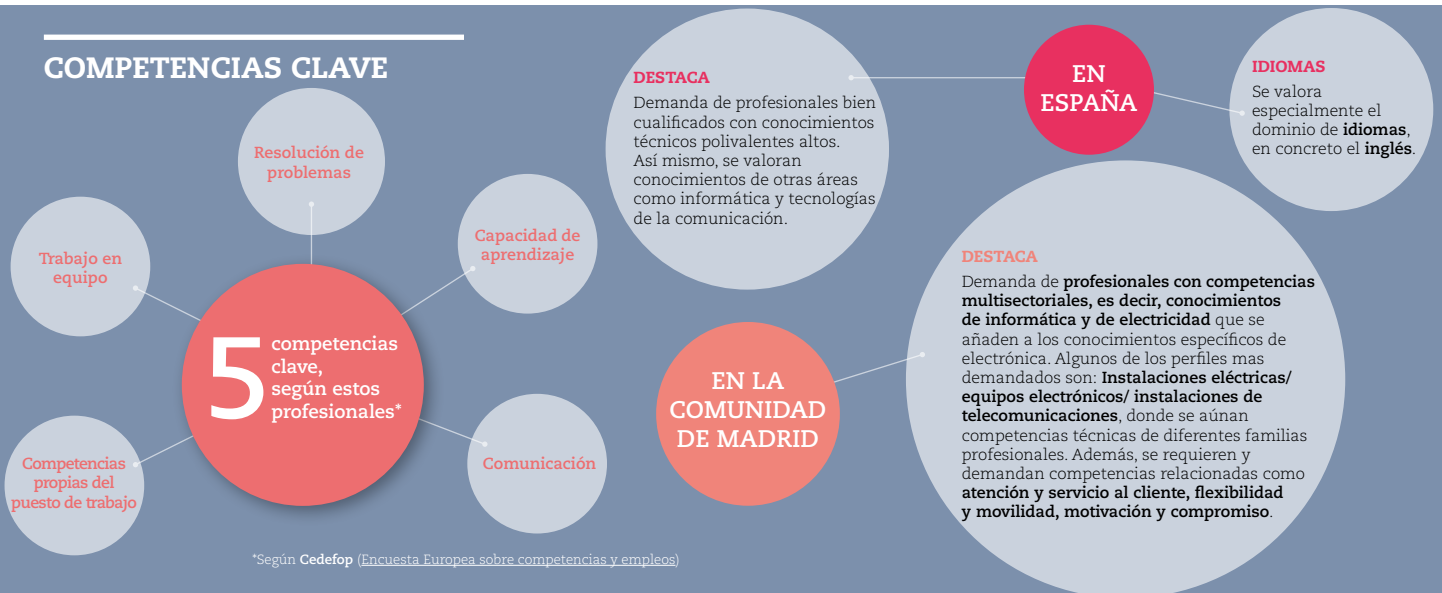 COMPETENCIAS CLAVE
Resolución de
problemas
Trabajo en
equipo
Capacidad de
aprendizaje
5
competencias
clave,
según estos
profesionales*
Competencias
propias del
puesto de trabajo
Comunicación
*Según Cedefop (Encuesta Europea sobre competencias y empleos)
DESTACA
Demanda de profesionales bien
cualificados con conocimientos
técnicos polivalentes altos.
Así mismo, se valoran
conocimientos de otras áreas
como informática y tecnologías
de la comunicación.
EN
ESPAÑA
IDIOMAS
Se valora
especialmente el
dominio de idiomas,
en concreto el inglés.
EN LA
COMUNIDAD
DE MADRID
DESTACA
Demanda de profesionales con competencias
multisectoriales, es decir, conocimientos
de informática y de electricidad que se
añaden a los conocimientos específicos de
electrónica. Algunos de los perfiles mas
demandados son: Instalaciones eléctricas/
equipos electrónicos/ instalaciones de
telecomunicaciones, donde se aúnan
competencias técnicas de diferentes familias
profesionales. Además, se requieren y
demandan competencias relacionadas como
atención y servicio al cliente, flexibilidad
y movilidad, motivación y compromiso.